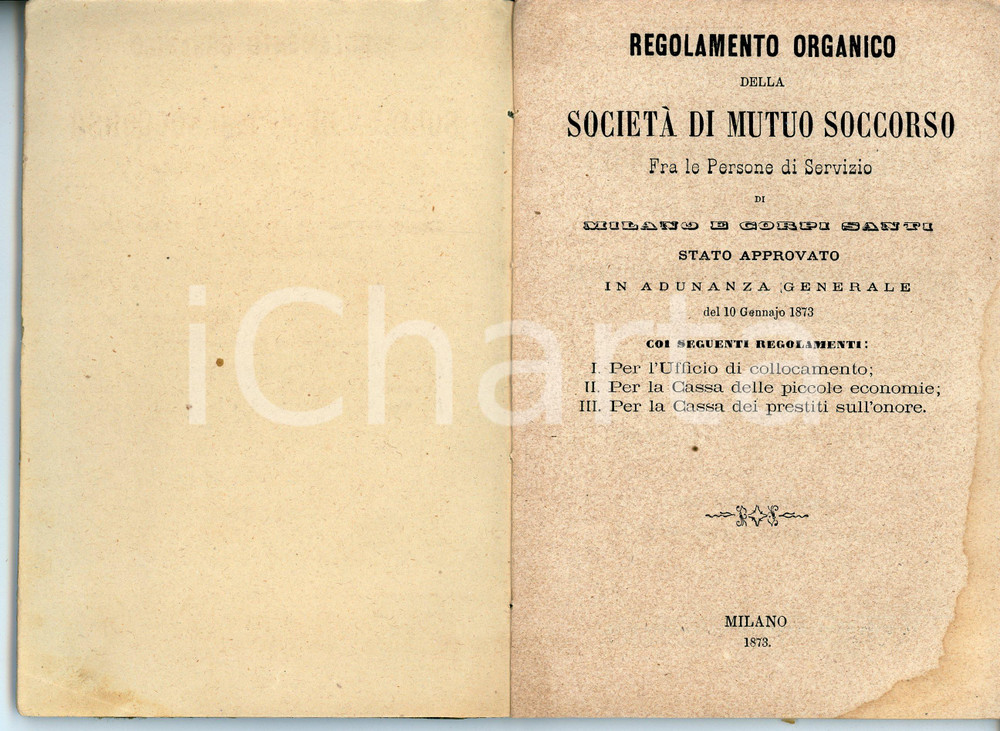 REGOLAMENTO ORGANICO
DELLA
SOCIETÀ DI MUTUO SOCCORSO
Fra le Persone di Servizio
DI
MILANO E CORPI SANTI
STATO APPROVATO
IN ADUNANZA GENERALE
del 10 Gennajo 1873
COI SEGUENTI REGOLAMENTI:
I. Per l'Ufficio di collocamento;
II. Per la Cassa delle piccole economie;
III. Per la Cassa dei prestiti sull'onore.
iCharta
MILANO
1873.